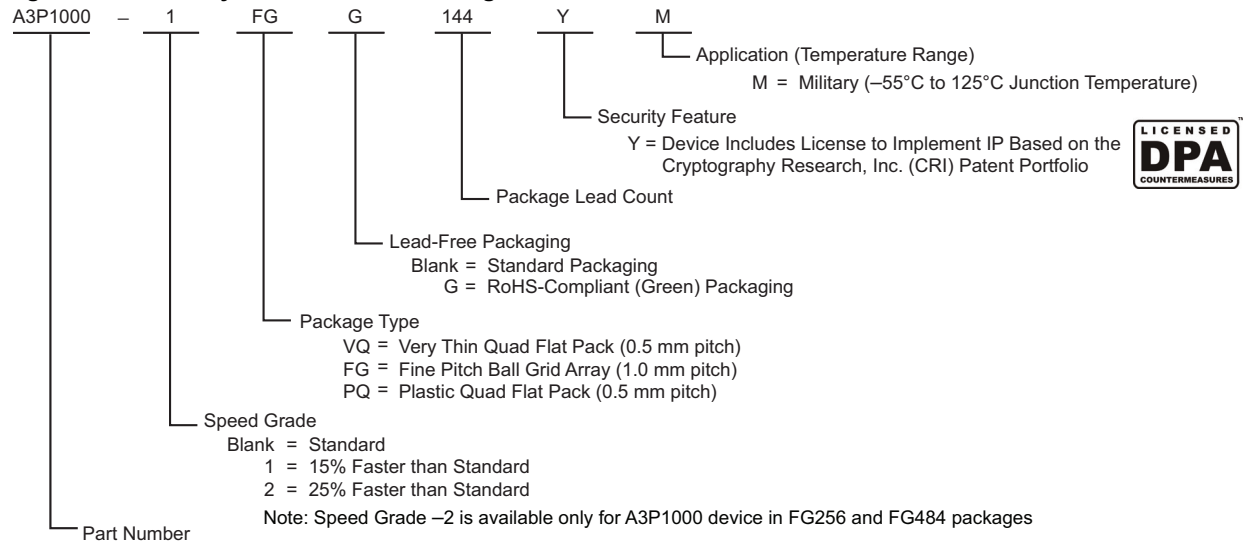 A3P1000 – 1 FG G 144 Y M
Application (Temperature Range)
M = Military (–55°C to 125°C Junction Temperature)
Security Feature
Y = Device Includes License to Implement IP Based on the
Cryptography Research, Inc. (CRI) Patent Portfolio
LICENSED
DPA
COUNTERMEASURES
™
Package Lead Count
Lead-Free Packaging
Blank = Standard Packaging
G = RoHS-Compliant (Green) Packaging
Package Type
VQ = Very Thin Quad Flat Pack (0.5 mm pitch)
FG = Fine Pitch Ball Grid Array (1.0 mm pitch)
PQ = Plastic Quad Flat Pack (0.5 mm pitch)
Speed Grade
Blank = Standard
1 = 15% Faster than Standard
2 = 25% Faster than Standard
Note: Speed Grade –2 is available only for A3P1000 device in FG256 and FG484 packages
Part Number